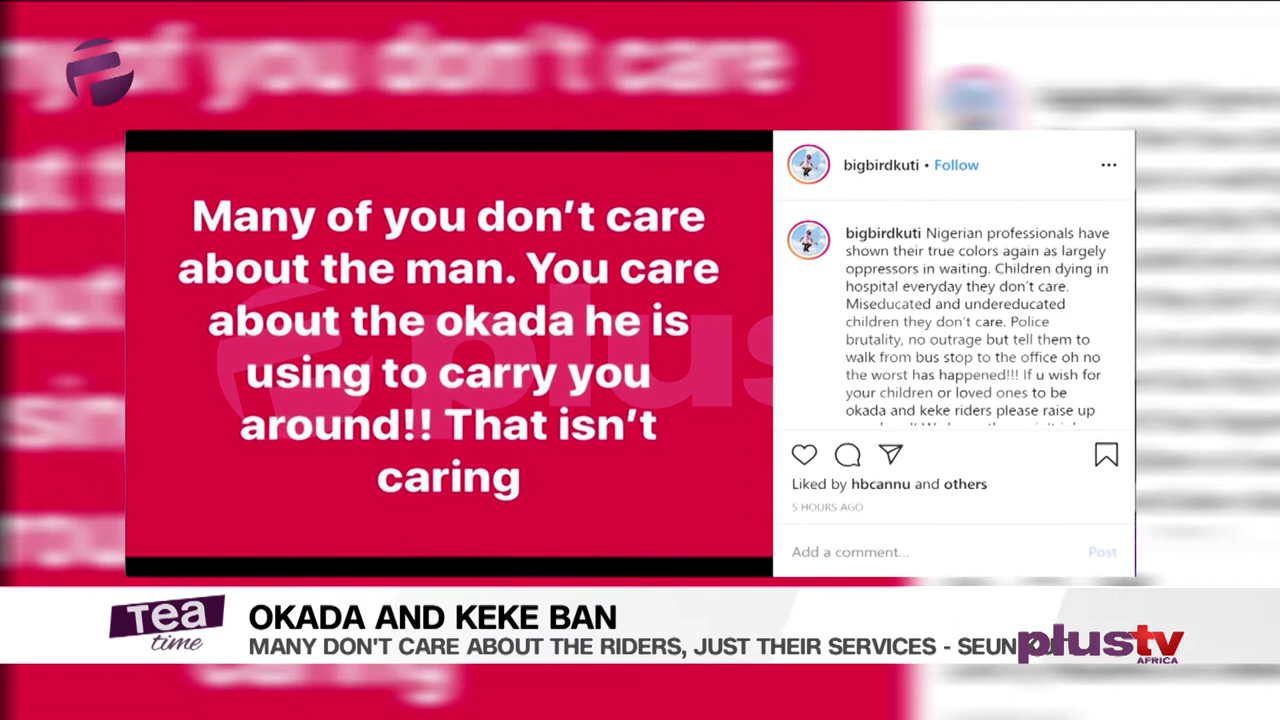 Many of you don’t care
about the man. You care
about the okada he is
using to carry you
around!! That isn’t
caring
plus
bigbirdkuti • Follow
bigbirdkuti Nigerian professionals have
shown their true colors again as largely
oppressors in waiting. Children dying in
hospital everyday they don't care.
Miseducated and undereducated
children they don't care. Police
brutality, no outrage but tell them to
walk from bus stop to the office oh no
the worst has happened!!! If u wish for
your children or loved ones to be
okada and keke riders please raise up
Liked by hbcannu and others
5 HOURS AGO
Add a comment... Post
Tea
time
OKADA AND KEKE BAN
MANY DON'T CARE ABOUT THE RIDERS, JUST THEIR SERVICES - SEUN
plustv
AFRICA